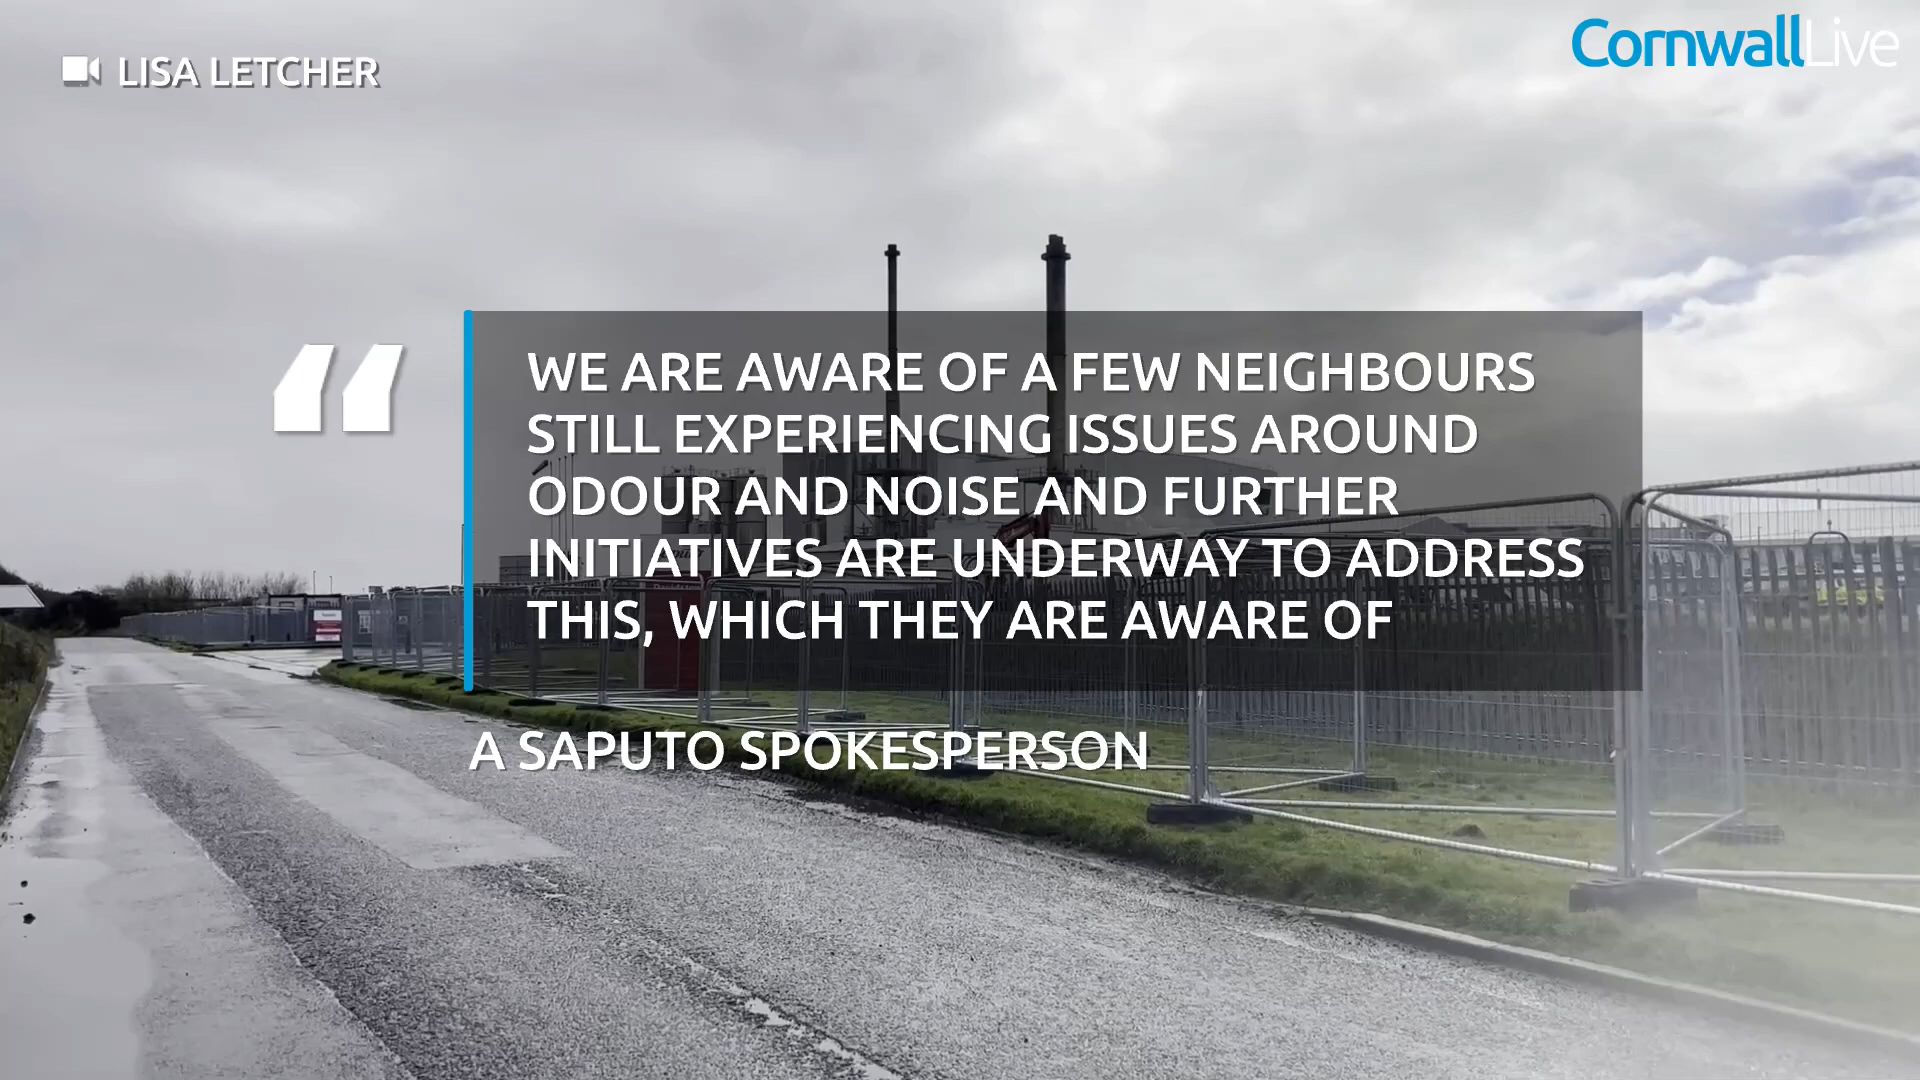 LISA LETCHER
CornwallLive
WE ARE AWARE OF A FEW NEIGHBOURS
STILL EXPERIENCING ISSUES AROUND
ODOUR AND NOISE AND FURTHER
INITIATIVES ARE UNDERWAY TO ADDRESS
THIS, WHICH THEY ARE AWARE OF
A SAPUTO SPOKESPERSON